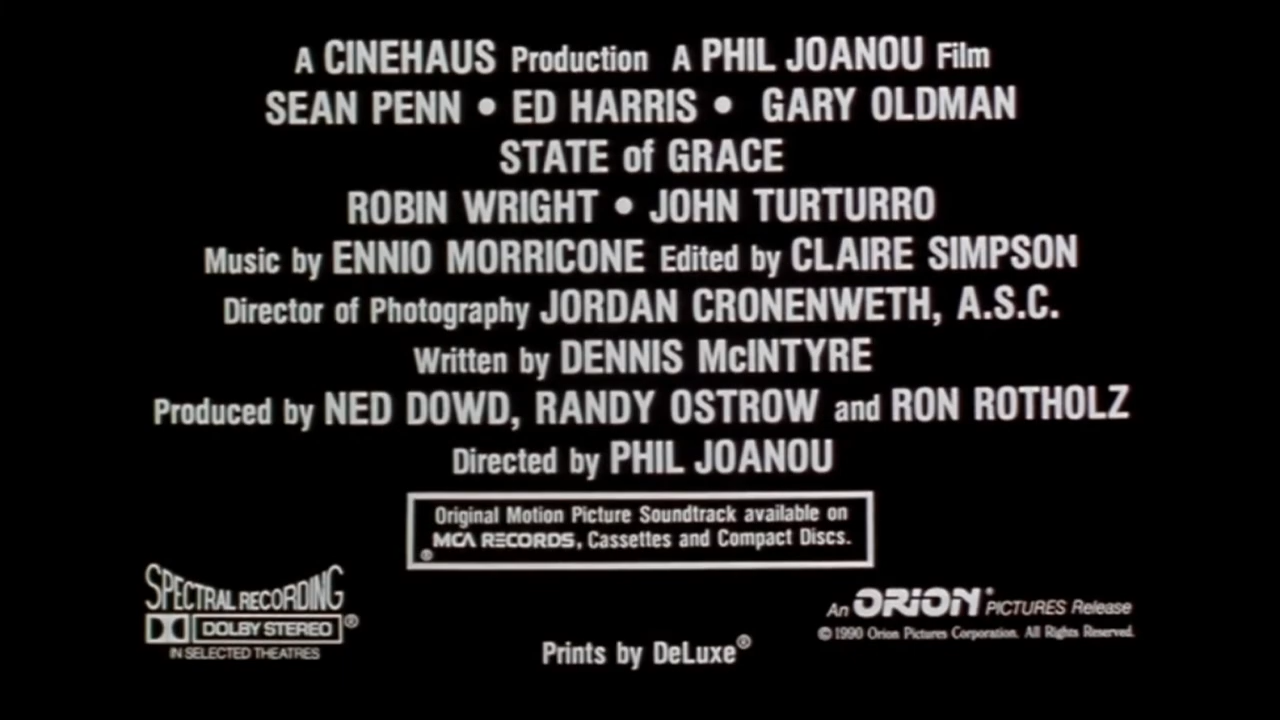 A CINEHAUS Production A PHIL JOANOU Film
SEAN PENN • ED HARRIS • GARY OLDMAN
STATE of GRACE
ROBIN WRIGHT • JOHN TURTURRO
Music by ENNIO MORRICONE Edited by CLAIRE SIMPSON
Director of Photography JORDAN CRONENWETH, A.S.C.
Written by DENNIS McINTYRE
Produced by NED DOWD, RANDY OSTROW and RON ROTHOLZ
Directed by PHIL JOANOU
Original Motion Picture Soundtrack available on
® MCA RECORDS, Cassettes and Compact Discs.
SPECTRAL RECORDING
DOLBY STEREO ®
IN SELECTED THEATRES
Prints by DeLuxe®
An ORION® PICTURES Release
© 1990 Orion Pictures Corporation. All Rights Reserved.